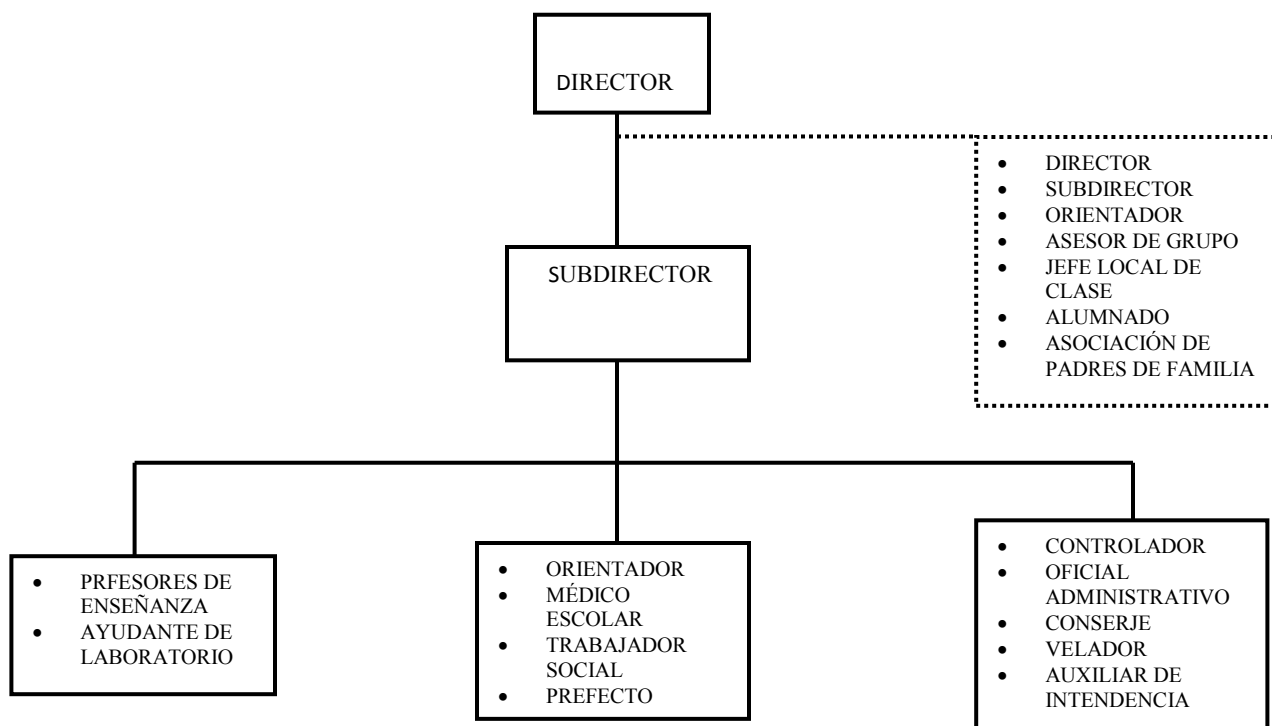 DIRECTOR
• DIRECTOR
• SUBDIRECTOR
• ORIENTADOR
• ASESOR DE GRUPO
• JEFE LOCAL DE
CLASE
• ALUMNADO
• ASOCIACIÓN DE
PADRES DE FAMILIA
SUBDIRECTOR
• PRFESORES DE
ENSEÑANZA
• AYUDANTE DE
LABORATORIO
• ORIENTADOR
• MÉDICO
ESCOLAR
• TRABAJADOR
SOCIAL
• PREFECTO
• CONTROLADOR
• OFICIAL
ADMINISTRATIVO
• CONSERJE
• VELADOR
• AUXILIAR DE
INTENDENCIA